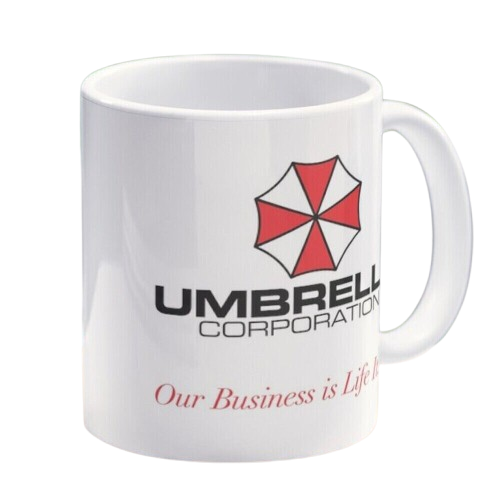 UMBRELL
CORPORATION
Our Business is Life I